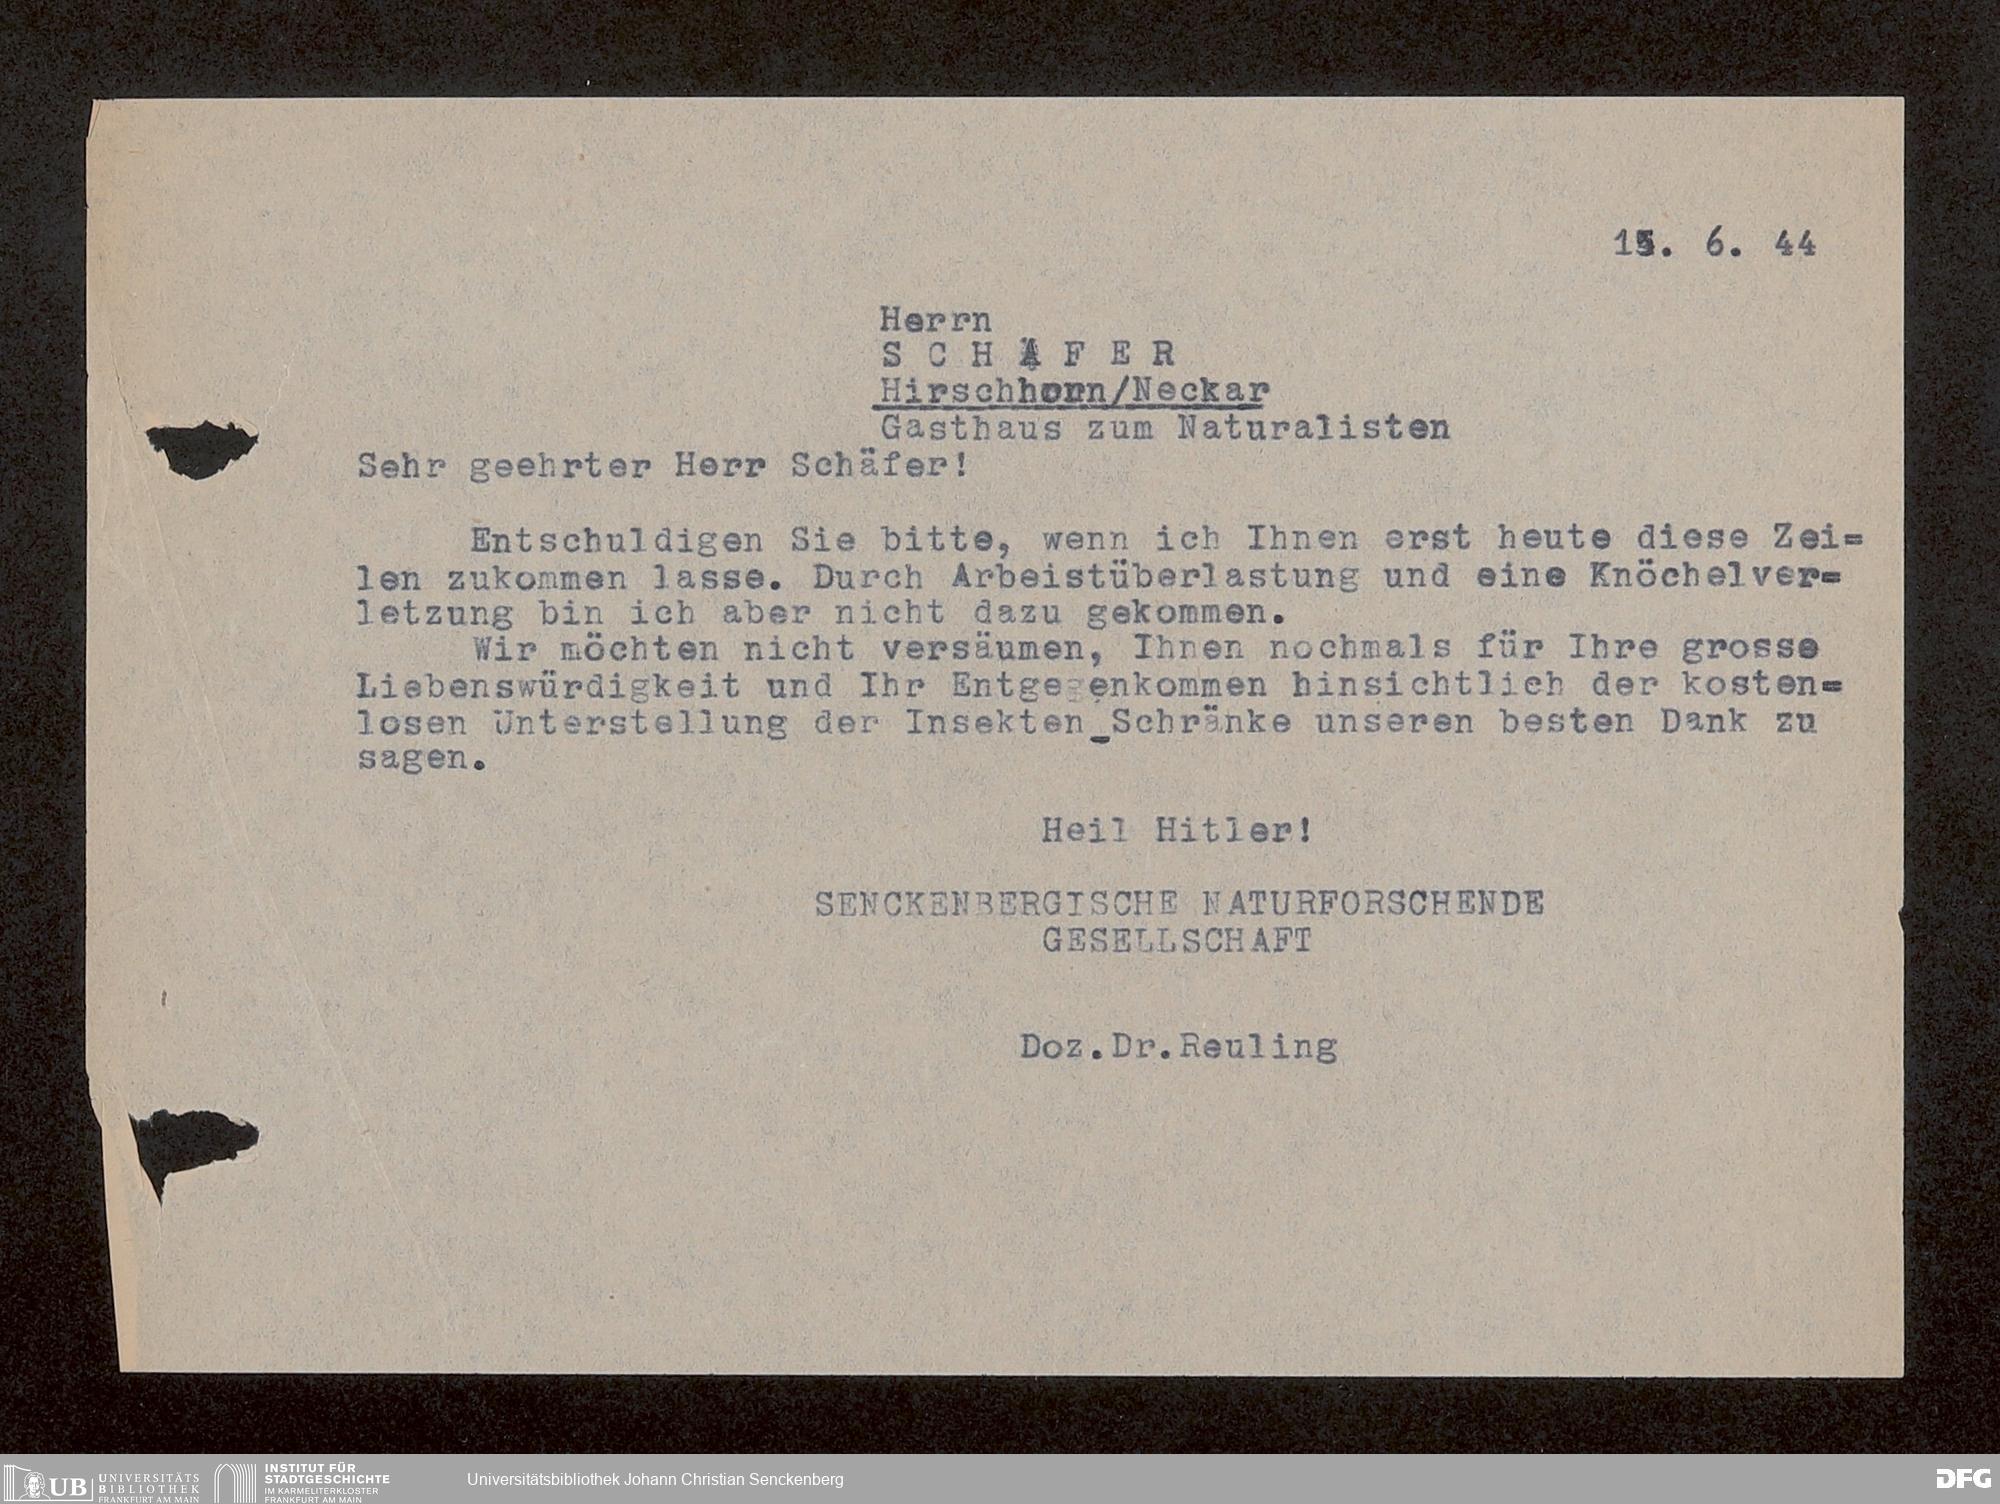 15. 6. 44
Herrn
S C H Ä F E R
Hirschhorn/Neckar
Gasthaus zum Naturalisten
Sehr geehrter Herr Schäfer!
Entschuldigen Sie bitte, wenn ich Ihnen erst heute diese Zei=
len zukommen lasse. Durch Arbeistüberlastung und eine Knöchelver=
letzung bin ich aber nicht dazu gekommen.
Wir möchten nicht versäumen, Ihnen nochmals für Ihre grosse
Liebenswürdigkeit und Ihr Entgegenkommen hinsichtlich der kosten=
losen Unterstellung der Insekten_Schränke unseren besten Dank zu
sagen.
Heil Hitler!
SENCKENBERGISCHE NATURFORSCHENDE
GESELLSCHAFT
Doz.Dr.Reuling
UB UNIVERSITÄTS
BIBLIOTHEK
FRANKFURT AM MAIN
INSTITUT FÜR
STADTGESCHICHTE
IM KARMELITERKLOSTER
FRANKFURT AM MAIN
Universitätsbibliothek Johann Christian Senckenberg
DFG